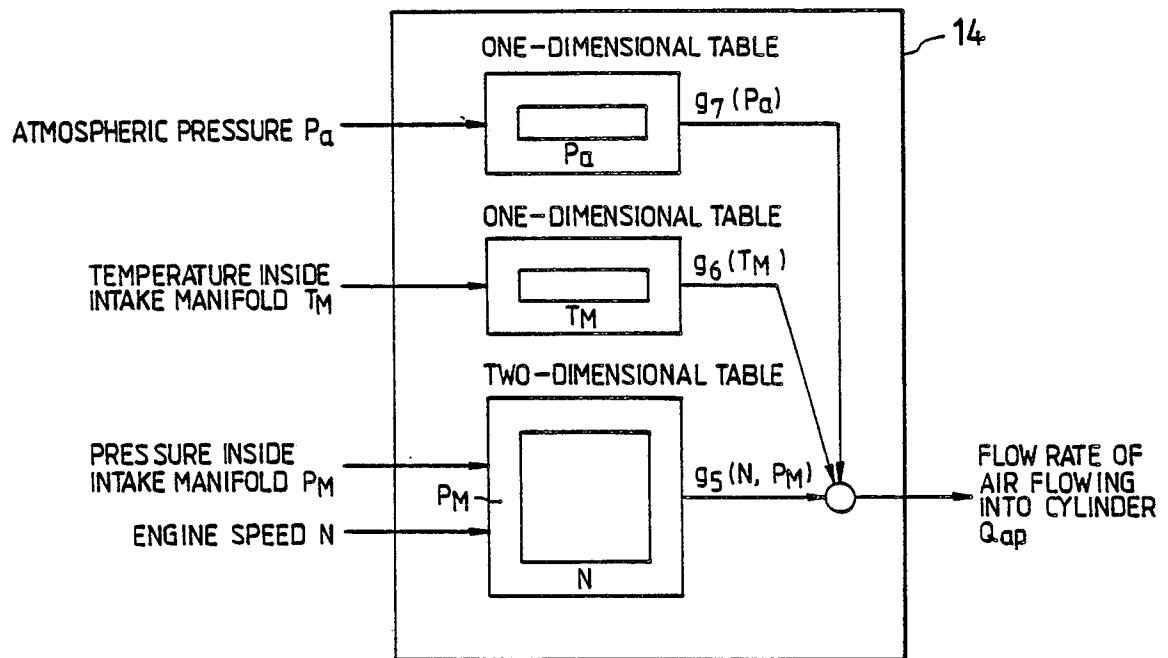 14
ONE-DIMENSIONAL TABLE
g7(Pa)
ATMOSPHERIC PRESSURE Pa
Pa
ONE-DIMENSIONAL TABLE
g6(TM)
TEMPERATURE INSIDE
INTAKE MANIFOLD TM
TM
TWO-DIMENSIONAL TABLE
PRESSURE INSIDE
INTAKE MANIFOLD PM
PM
g5(N, PM)
ENGINE SPEED N
N
FLOW RATE OF
AIR FLOWING
INTO CYLINDER
Qap